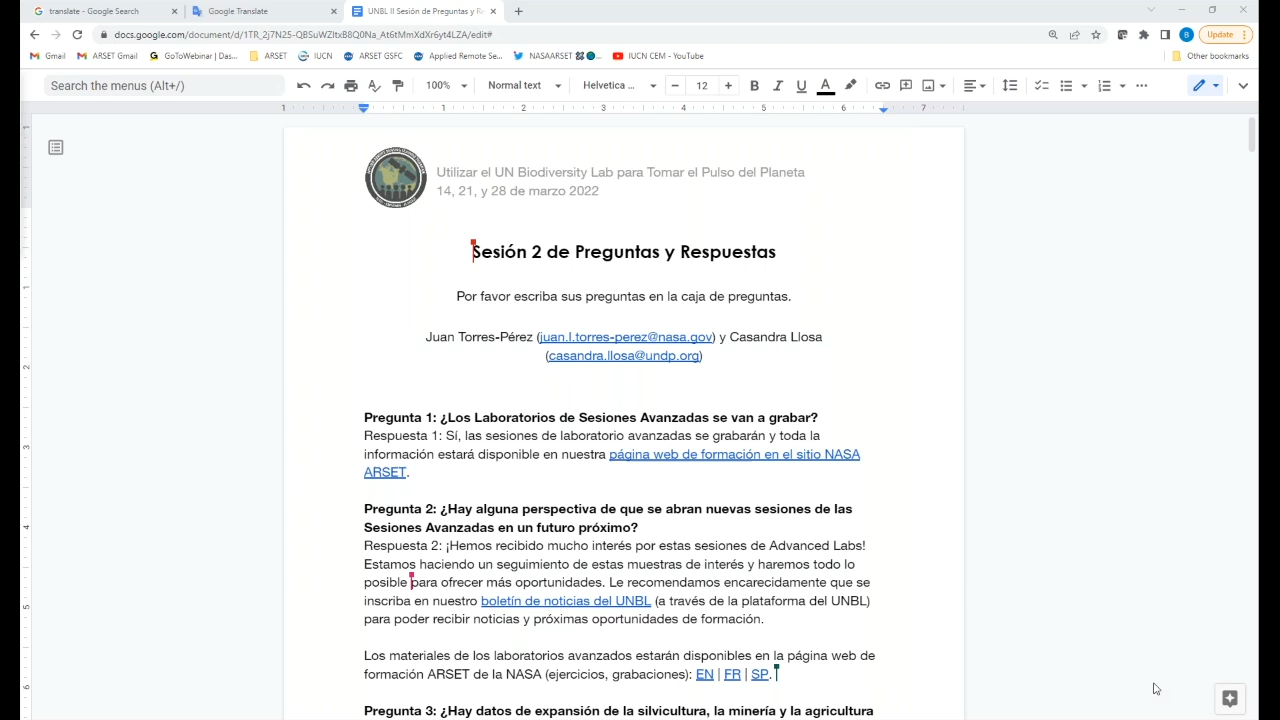 translate - Google Search
Google Translate
UNBL II Sesión de Preguntas y Re
docs.google.com/document/d/1TR_2j7N25-QBSuWZItxB8Q0Na_At6tMmXdXr6yt4LZA/edit#
B
Update
Gmail
ARSET Gmail
GoToWebinar | Das...
ARSET
IUCN
ARSET GSFC
Applied Remote Se...
NASAARSET
IUCN CEM - YouTube
Other bookmarks
Search the menus (Alt+/)
100%
Normal text
Helvetica ...
12
B I U A
1 1 2 3 4 5 6 7
Utilizar el UN Biodiversity Lab para Tomar el Pulso del Planeta
14, 21, y 28 de marzo 2022
Sesión 2 de Preguntas y Respuestas
Por favor escriba sus preguntas en la caja de preguntas.
Juan Torres-Pérez (juan.l.torres-perez@nasa.gov) y Casandra Llosa
(casandra.llosa@undp.org)
Pregunta 1: ¿Los Laboratorios de Sesiones Avanzadas se van a grabar?
Respuesta 1: Sí, las sesiones de laboratorio avanzadas se grabarán y toda la
información estará disponible en nuestra página web de formación en el sitio NASA
ARSET.
Pregunta 2: ¿Hay alguna perspectiva de que se abran nuevas sesiones de las
Sesiones Avanzadas en un futuro próximo?
Respuesta 2: ¡Hemos recibido mucho interés por estas sesiones de Advanced Labs!
Estamos haciendo un seguimiento de estas muestras de interés y haremos todo lo
posible para ofrecer más oportunidades. Le recomendamos encarecidamente que se
inscriba en nuestro boletín de noticias del UNBL (a través de la plataforma del UNBL)
para poder recibir noticias y próximas oportunidades de formación.
Los materiales de los laboratorios avanzados estarán disponibles en la página web de
formación ARSET de la NASA (ejercicios, grabaciones): EN | FR | SP.
Pregunta 3: ¿Hay datos de expansión de la silvicultura, la minería y la agricultura